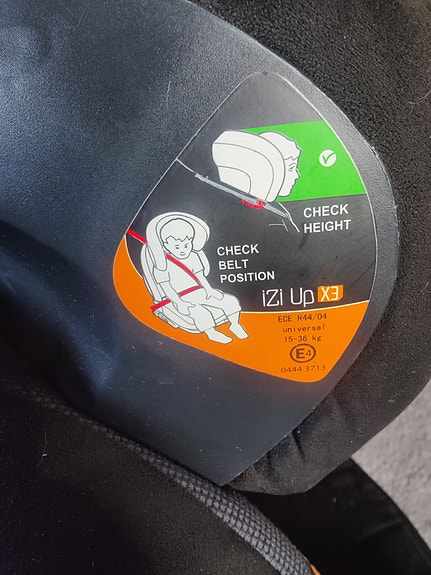 CHECK
HEIGHT
CHECK
BELT
POSITION
iZi Up X3
ECE R44/04
universal
15-36 kg
E4
0444 3713